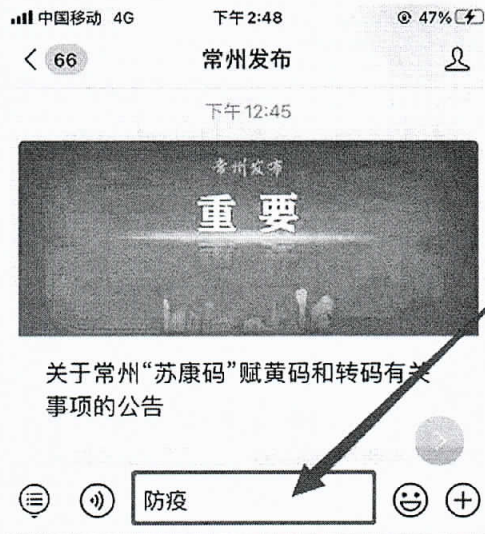 中国移动 4G 下午2:48 47%
66 常州发布
下午12:45
常州发布
重要
关于常州“苏康码”赋黄码和转码有关
事项的公告
防疫